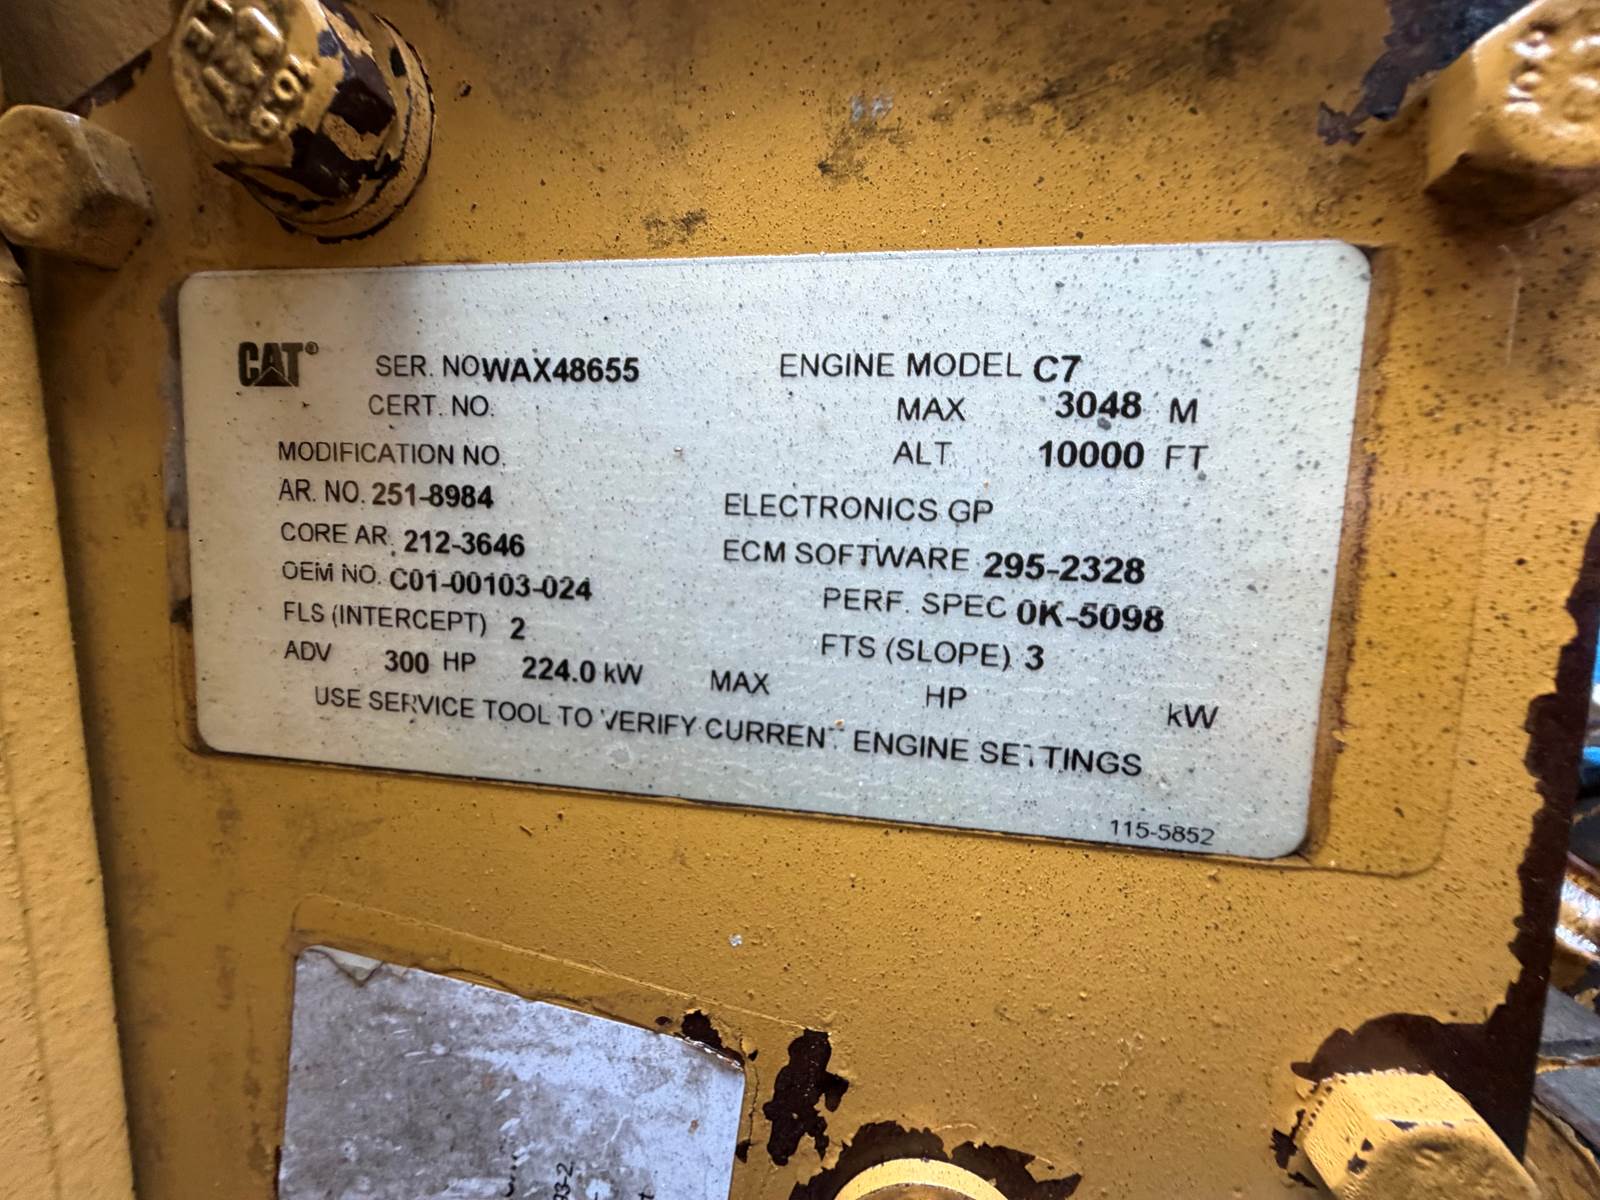 CAT® SER. NO WAX48655 ENGINE MODEL C7
CERT. NO. MAX 3048 M
MODIFICATION NO. ALT 10000 FT
AR. NO. 251-8984 ELECTRONICS GP
CORE AR. 212-3646 ECM SOFTWARE 295-2328
OEM NO. C01-00103-024 PERF. SPEC 0K-5098
FLS (INTERCEPT) 2 FTS (SLOPE) 3
ADV 300 HP 224.0 kW MAX HP kW
USE SERVICE TOOL TO VERIFY CURRENT ENGINE SETTINGS
115-5852